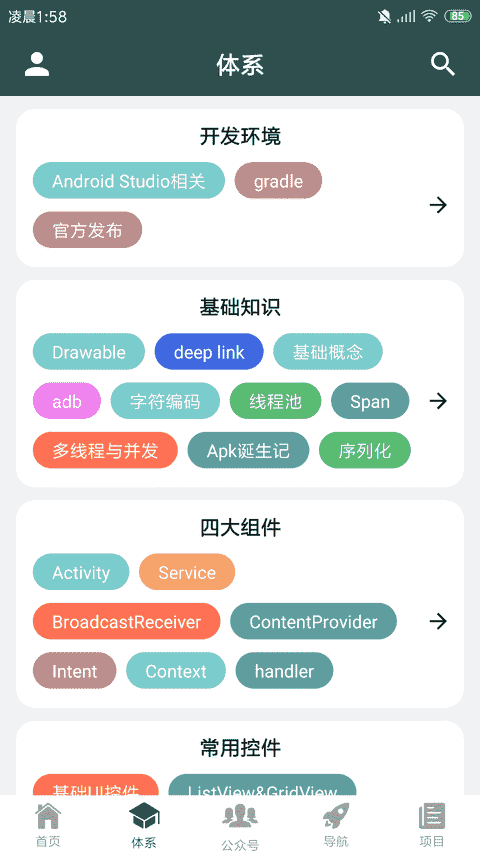 凌晨1:58
85
体系
开发环境
Android Studio相关 gradle
官方发布
基础知识
Drawable deep link 基础概念
adb 字符编码 线程池 Span
多线程与并发 Apk诞生记 序列化
四大组件
Activity Service
BroadcastReceiver ContentProvider
Intent Context handler
常用控件
基础UI控件 ListView&GridView
首页 体系 公众号 导航 项目